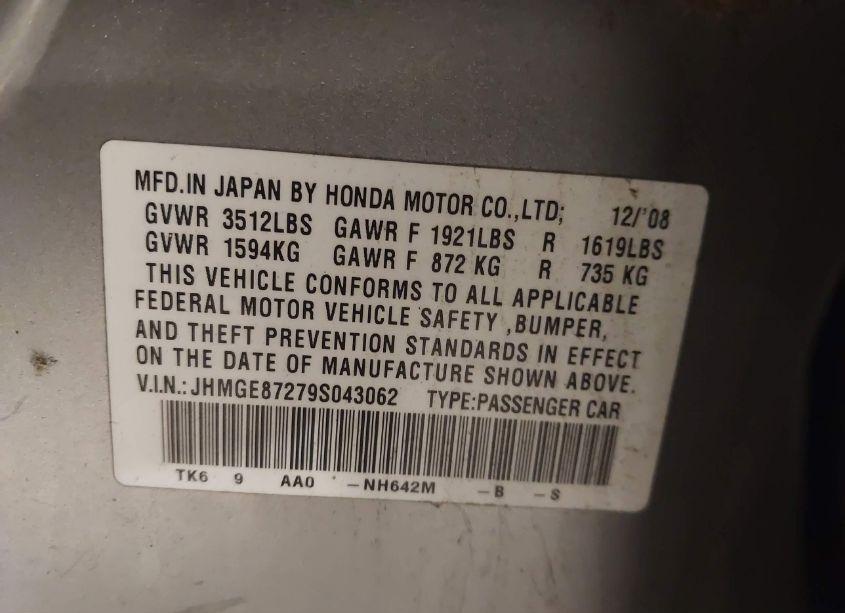 MFD.IN JAPAN BY HONDA MOTOR CO.,LTD; 12/'08
GVWR 3512LBS GAWR F 1921LBS R 1619LBS
GVWR 1594KG GAWR F 872 KG R 735 KG
THIS VEHICLE CONFORMS TO ALL APPLICABLE
FEDERAL MOTOR VEHICLE SAFETY ,BUMPER,
AND THEFT PREVENTION STANDARDS IN EFFECT
ON THE DATE OF MANUFACTURE SHOWN ABOVE.
V.I.N.:JHMGE87279S043062 TYPE:PASSENGER CAR
TK6 9 AA0 -NH642M -B -S